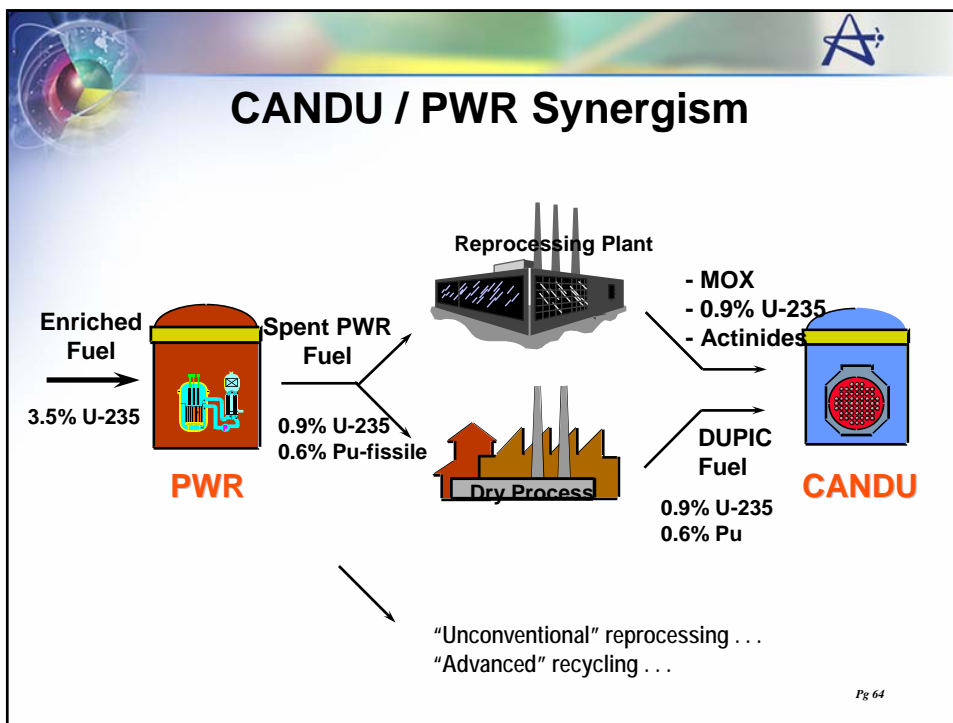 CANDU / PWR Synergism
Enriched
Fuel
3.5% U-235
PWR
Spent PWR
Fuel
0.9% U-235
0.6% Pu-fissile
Reprocessing Plant
Dry Process
- MOX
- 0.9% U-235
- Actinides
DUPIC
Fuel
0.9% U-235
0.6% Pu
CANDU
“Unconventional” reprocessing . . .
“Advanced” recycling . . .
Pg 64